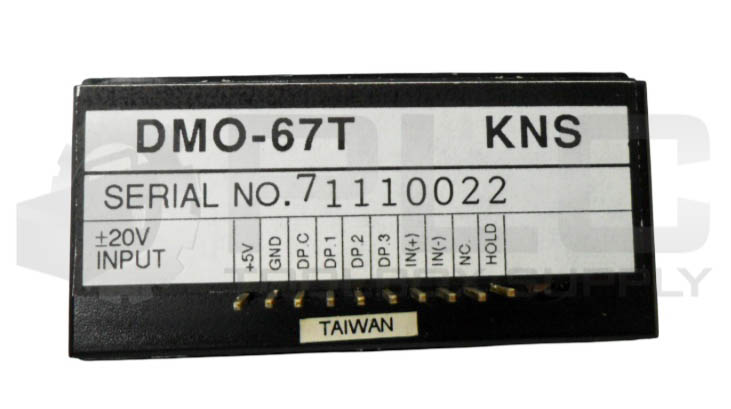 DMO-67T KNS
SERIAL NO. 71110022
±20V
INPUT
+5V GND DP.C DP.1 DP.2 DP.3 IN(+) IN(-) NC. HOLD
TAIWAN